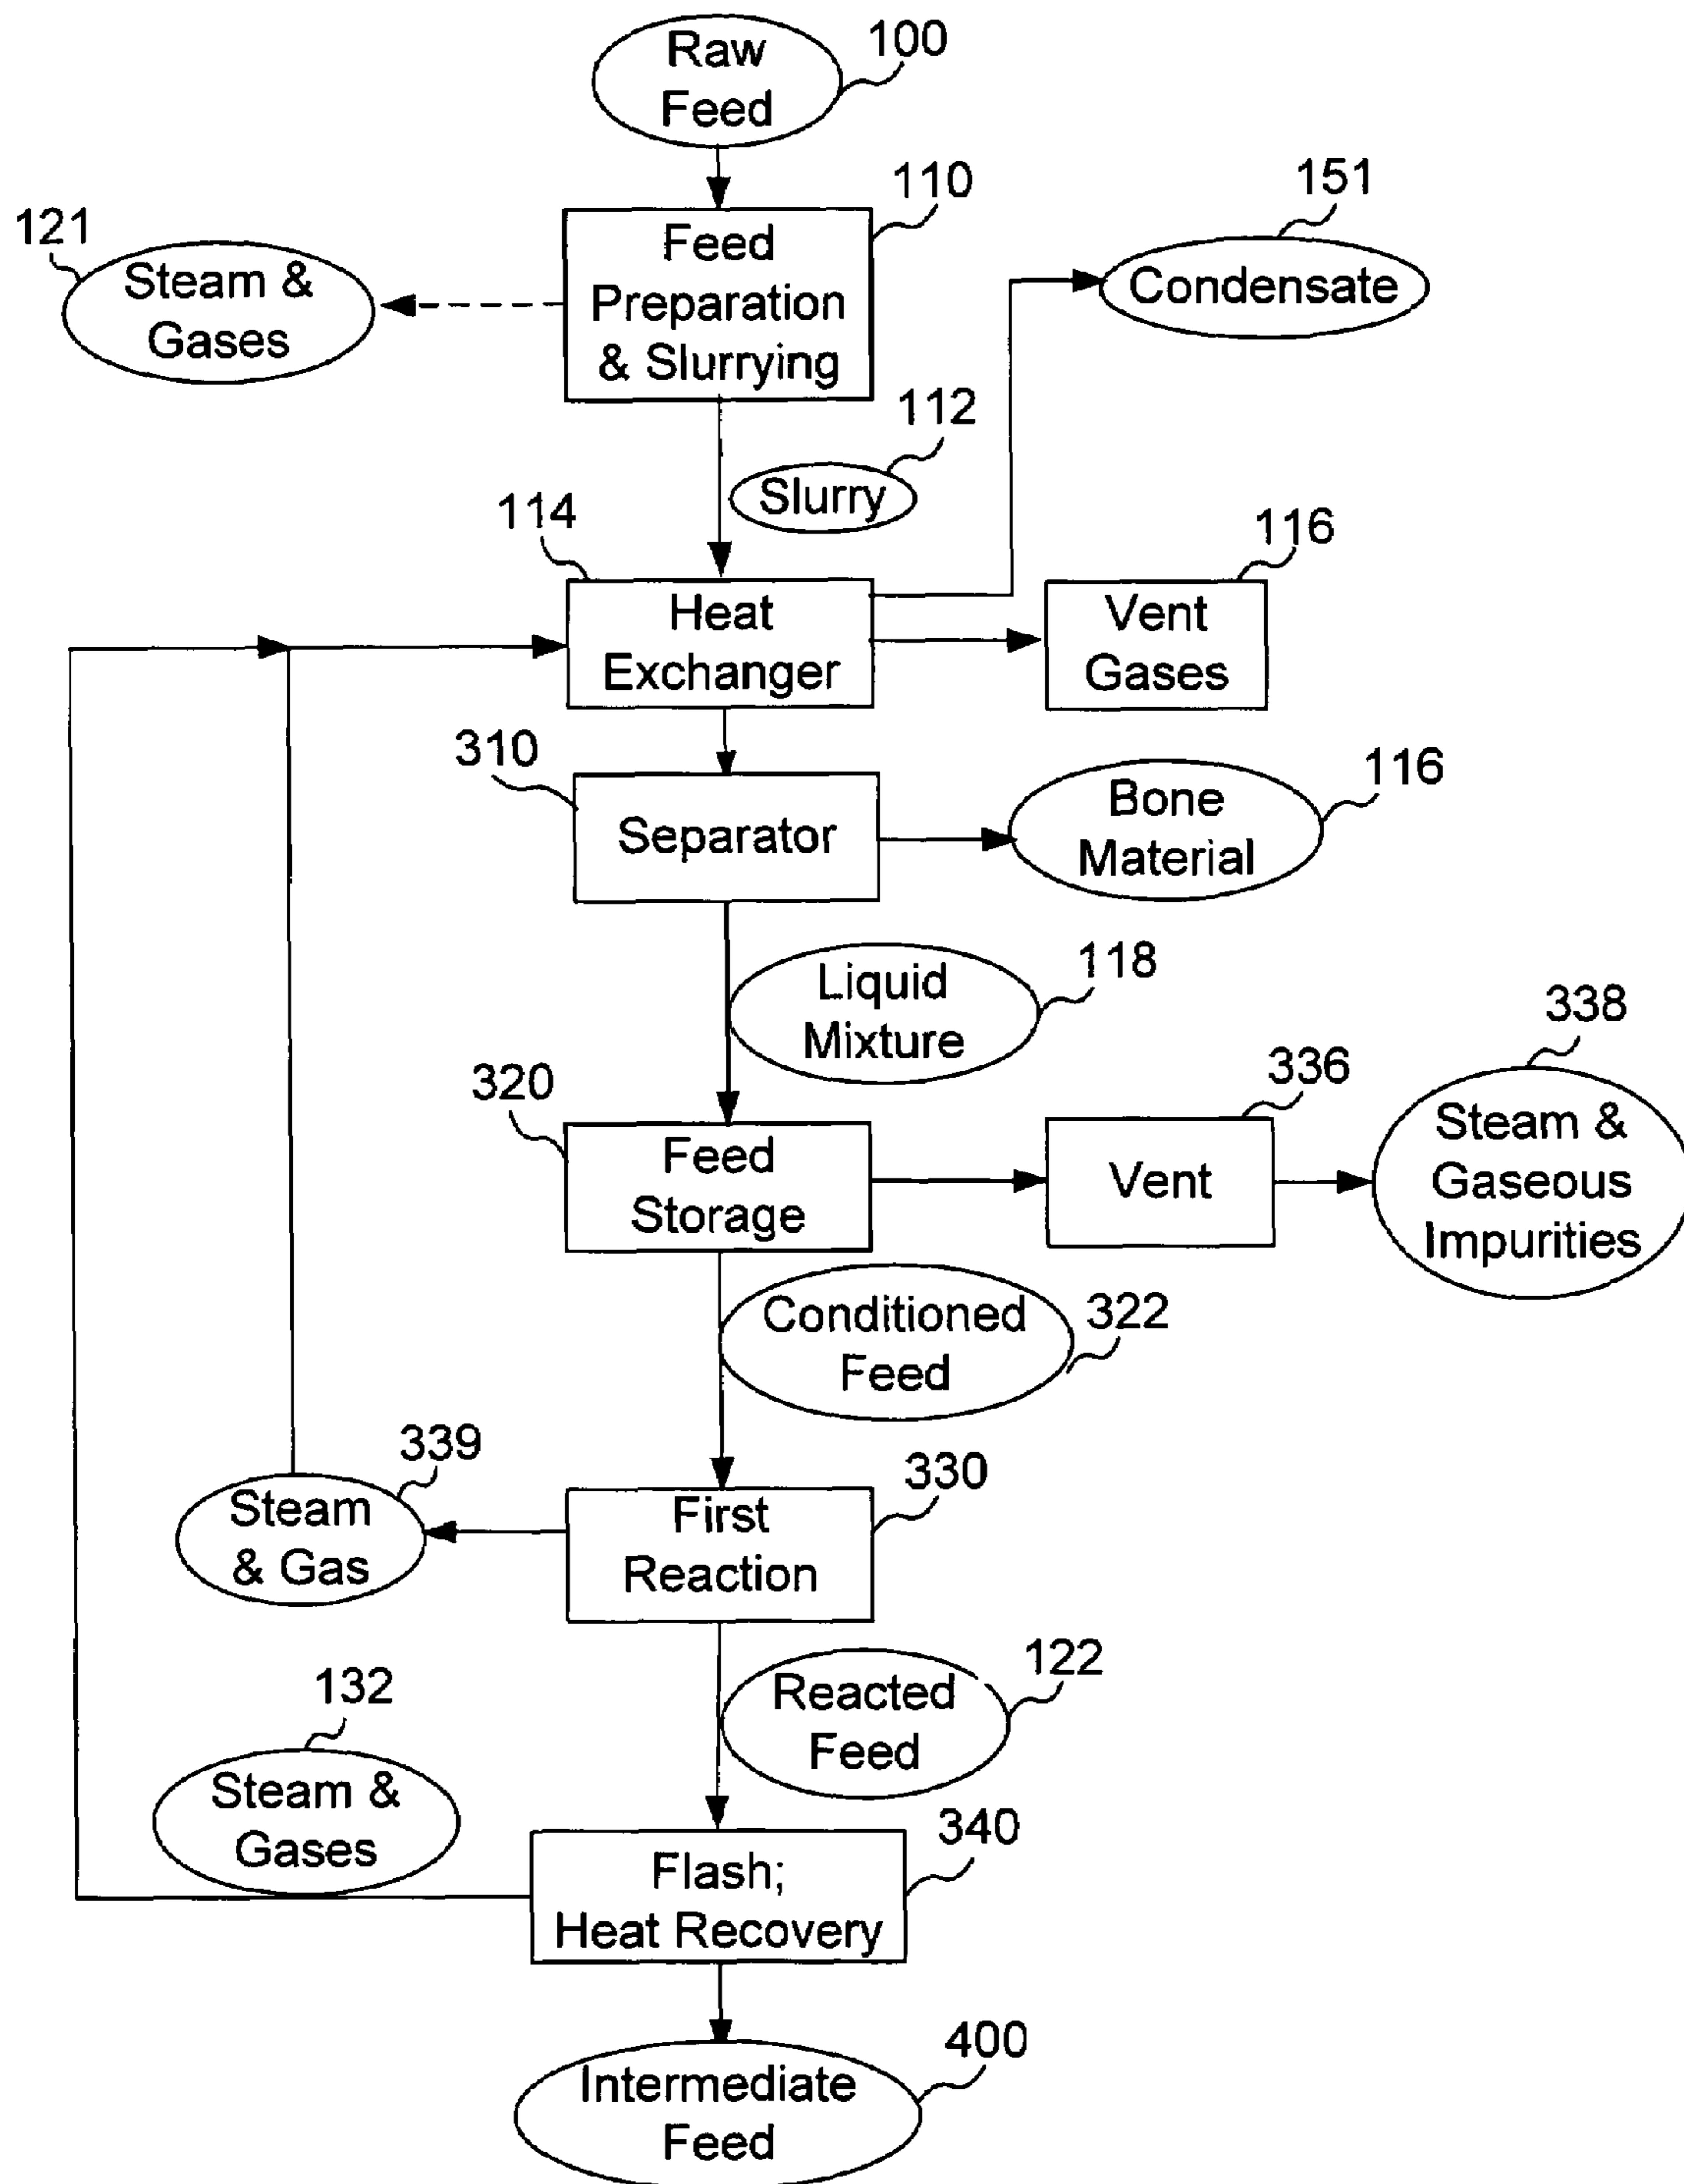 Raw
Feed
100
110
Feed
Preparation
& Slurrying
121
Steam &
Gases
151
Condensate
112
Slurry
114
Heat
Exchanger
116
Vent
Gases
310
Separator
Bone
Material
116
Liquid
Mixture
118
320
Feed
Storage
336
Vent
338
Steam &
Gaseous
Impurities
Conditioned
Feed
322
339
Steam
& Gas
330
First
Reaction
Reacted
Feed
122
132
Steam &
Gases
340
Flash;
Heat Recovery
400
Intermediate
Feed